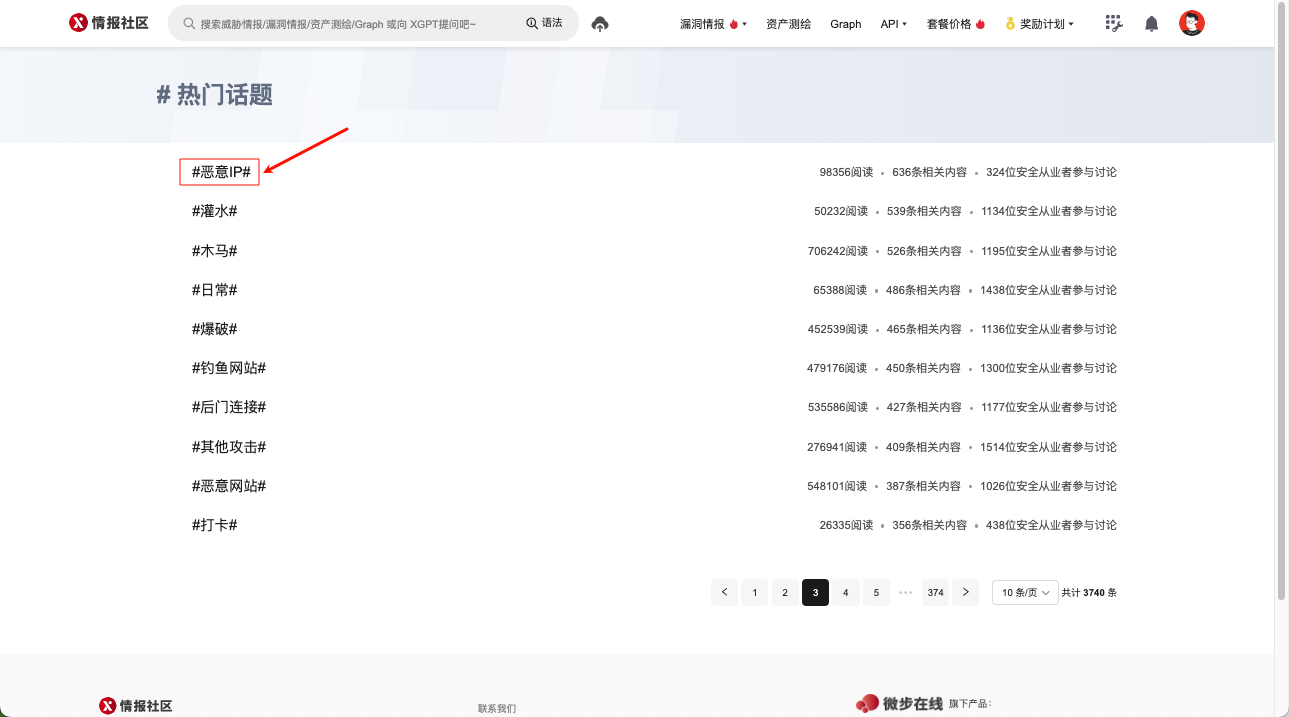 情报社区 搜索威胁情报/漏洞情报/资产测绘/Graph 或向 XGPT提问吧~ 语法 漏洞情报 资产测绘 Graph API 套餐价格 奖励计划
# 热门话题
#恶意IP# 98356阅读 • 636条相关内容 • 324位安全从业者参与讨论
#灌水# 50232阅读 • 539条相关内容 • 1134位安全从业者参与讨论
#木马# 706242阅读 • 526条相关内容 • 1195位安全从业者参与讨论
#日常# 65388阅读 • 486条相关内容 • 1438位安全从业者参与讨论
#爆破# 452539阅读 • 465条相关内容 • 1136位安全从业者参与讨论
#钓鱼网站# 479176阅读 • 450条相关内容 • 1300位安全从业者参与讨论
#后门连接# 535586阅读 • 427条相关内容 • 1177位安全从业者参与讨论
#其他攻击# 276941阅读 • 409条相关内容 • 1514位安全从业者参与讨论
#恶意网站# 548101阅读 • 387条相关内容 • 1026位安全从业者参与讨论
#打卡# 26335阅读 • 356条相关内容 • 438位安全从业者参与讨论
< 1 2 3 4 5 ••• 374 > 10 条/页 共计 3740 条
情报社区 联系我们 微步在线 旗下产品：